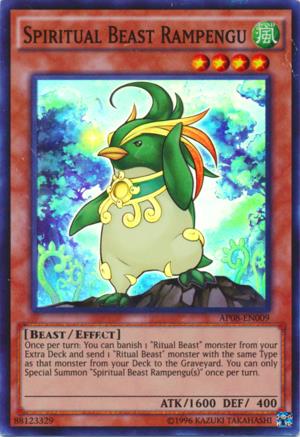 Spiritual Beast Rampengu
風
AP08-EN009
[Beast / Effect]
Once per turn: You can banish 1 "Ritual Beast" monster from your
Extra Deck and send 1 "Ritual Beast" monster with the same Type
as that monster from your Deck to the Graveyard. You can only
Special Summon "Spiritual Beast Rampengu(s)" once per turn.
ATK/1600 DEF/ 400
88123329
©1996 KAZUKI TAKAHASHI